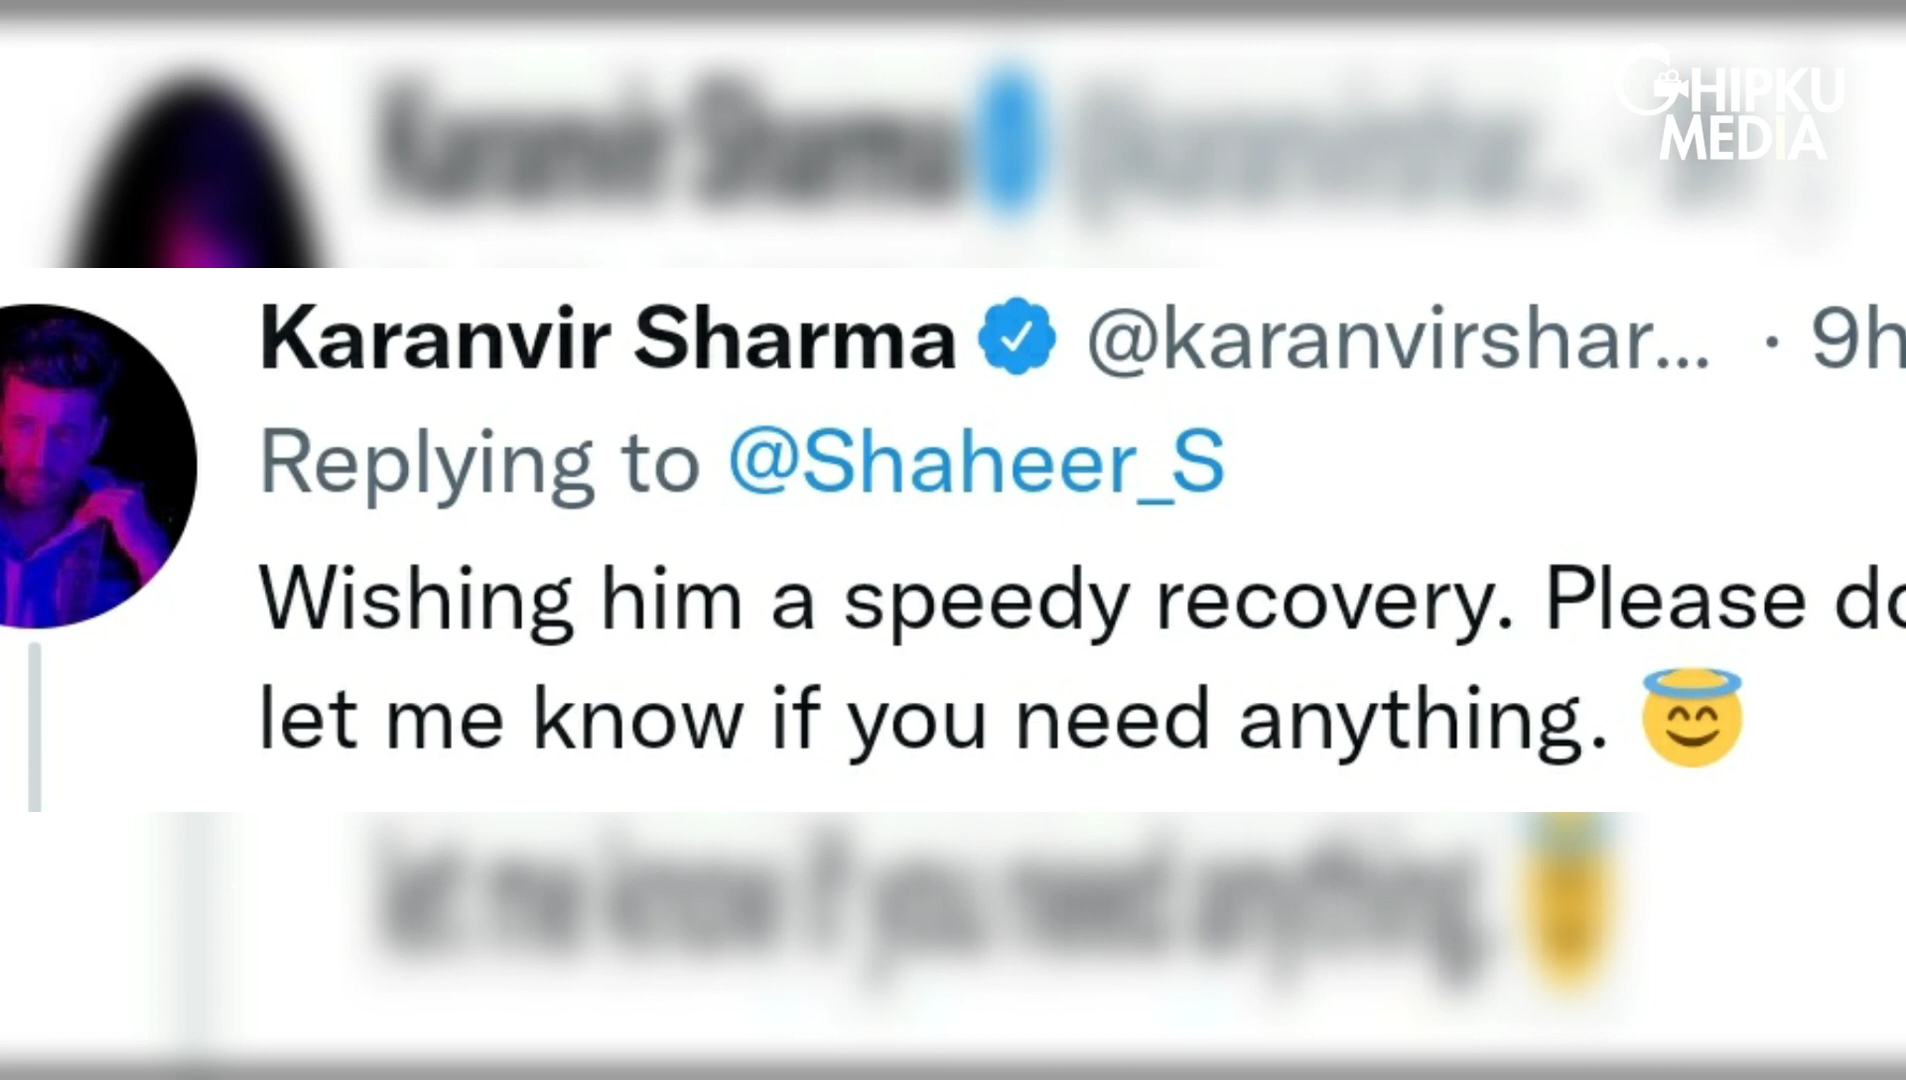 CHIPKU
MEDIA
Karanvir Sharma @karanvirshar... · 9h
Replying to @Shaheer_S
Wishing him a speedy recovery. Please do
let me know if you need anything. 😇